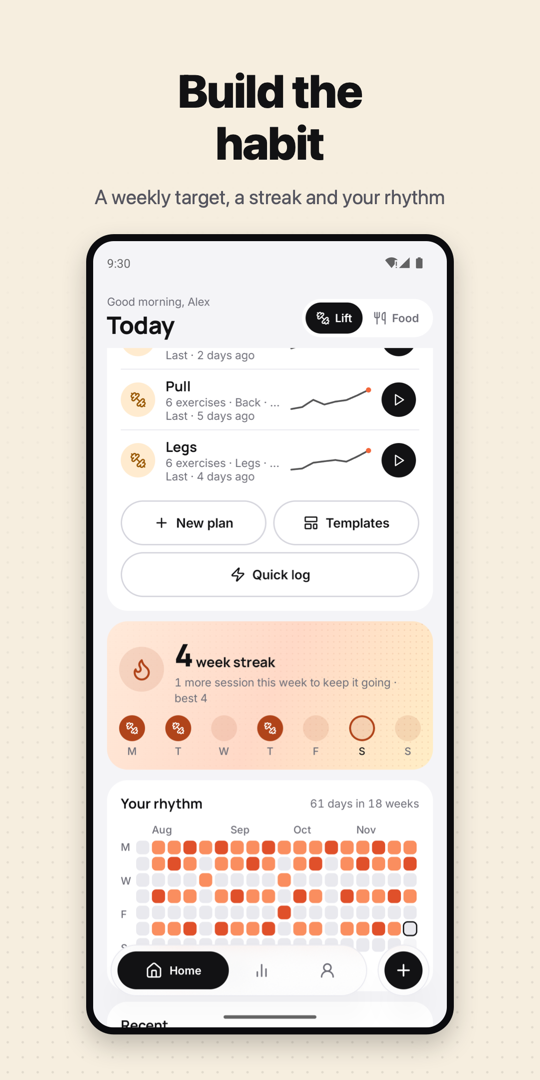 Build the
habit
A weekly target, a streak and your rhythm
9:30
Good morning, Alex
Today
Lift
Food
Last · 2 days ago
Pull
6 exercises · Back · ...
Last · 5 days ago
Legs
6 exercises · Legs · ...
Last · 4 days ago
+ New plan
Templates
Quick log
4 week streak
1 more session this week to keep it going ·
best 4
M T W T F S S
Your rhythm
61 days in 18 weeks
Aug Sep Oct Nov
M
W
F
Home
Recent